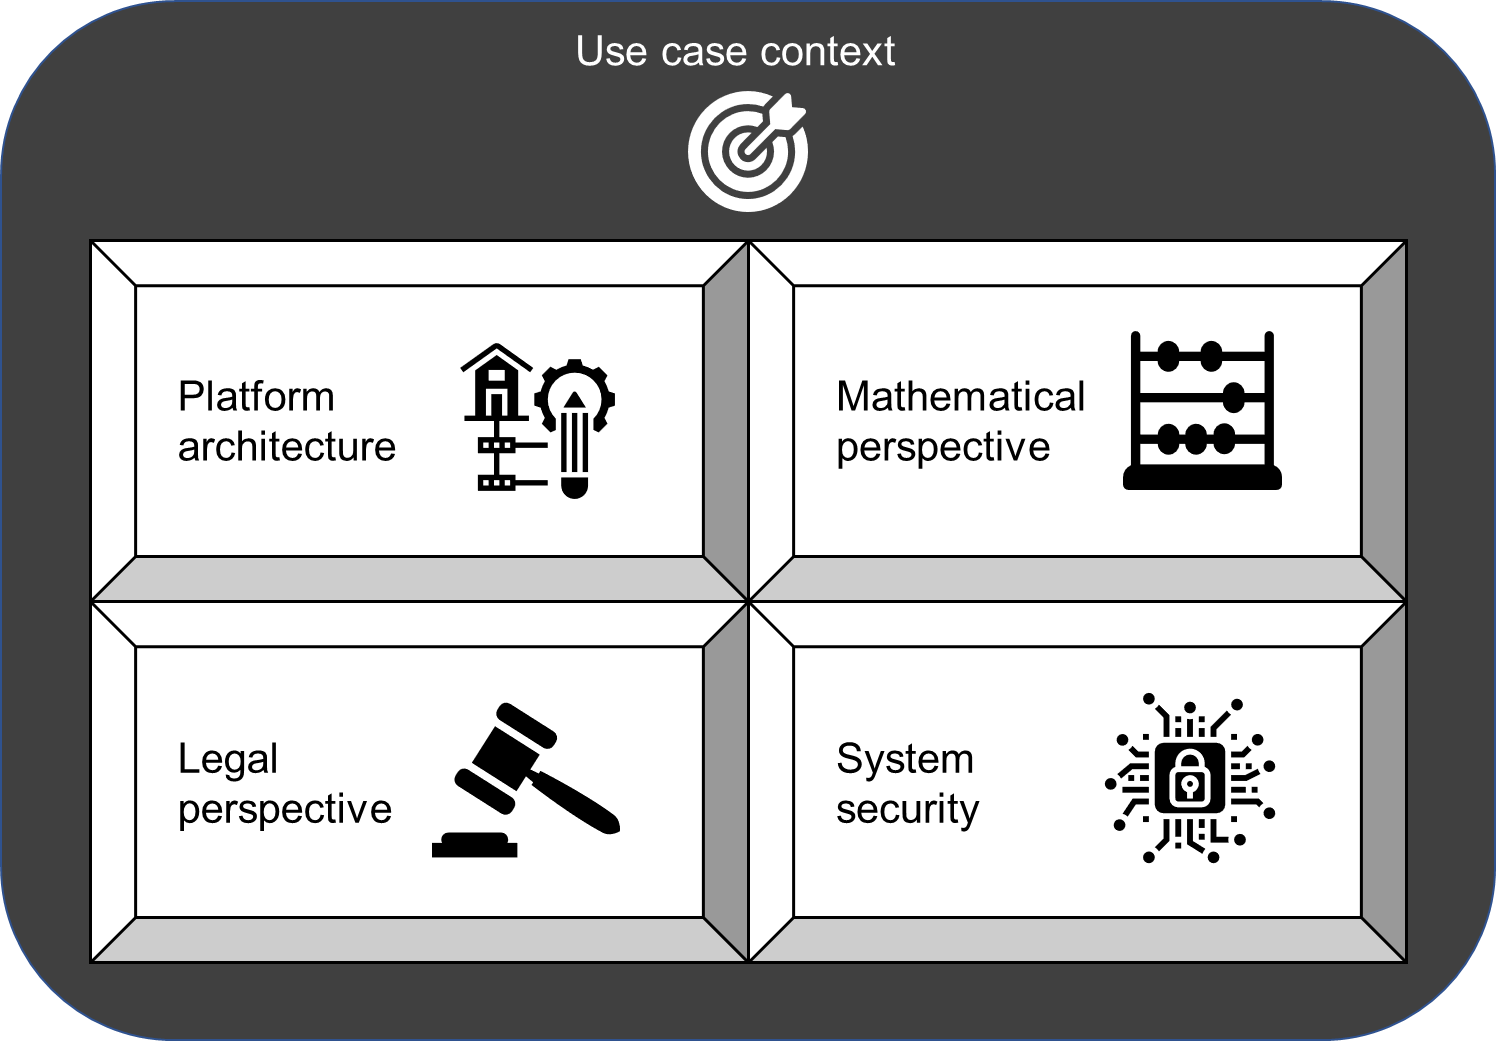 Use case context
Platform
architecture
Mathematical
perspective
Legal
perspective
System
security